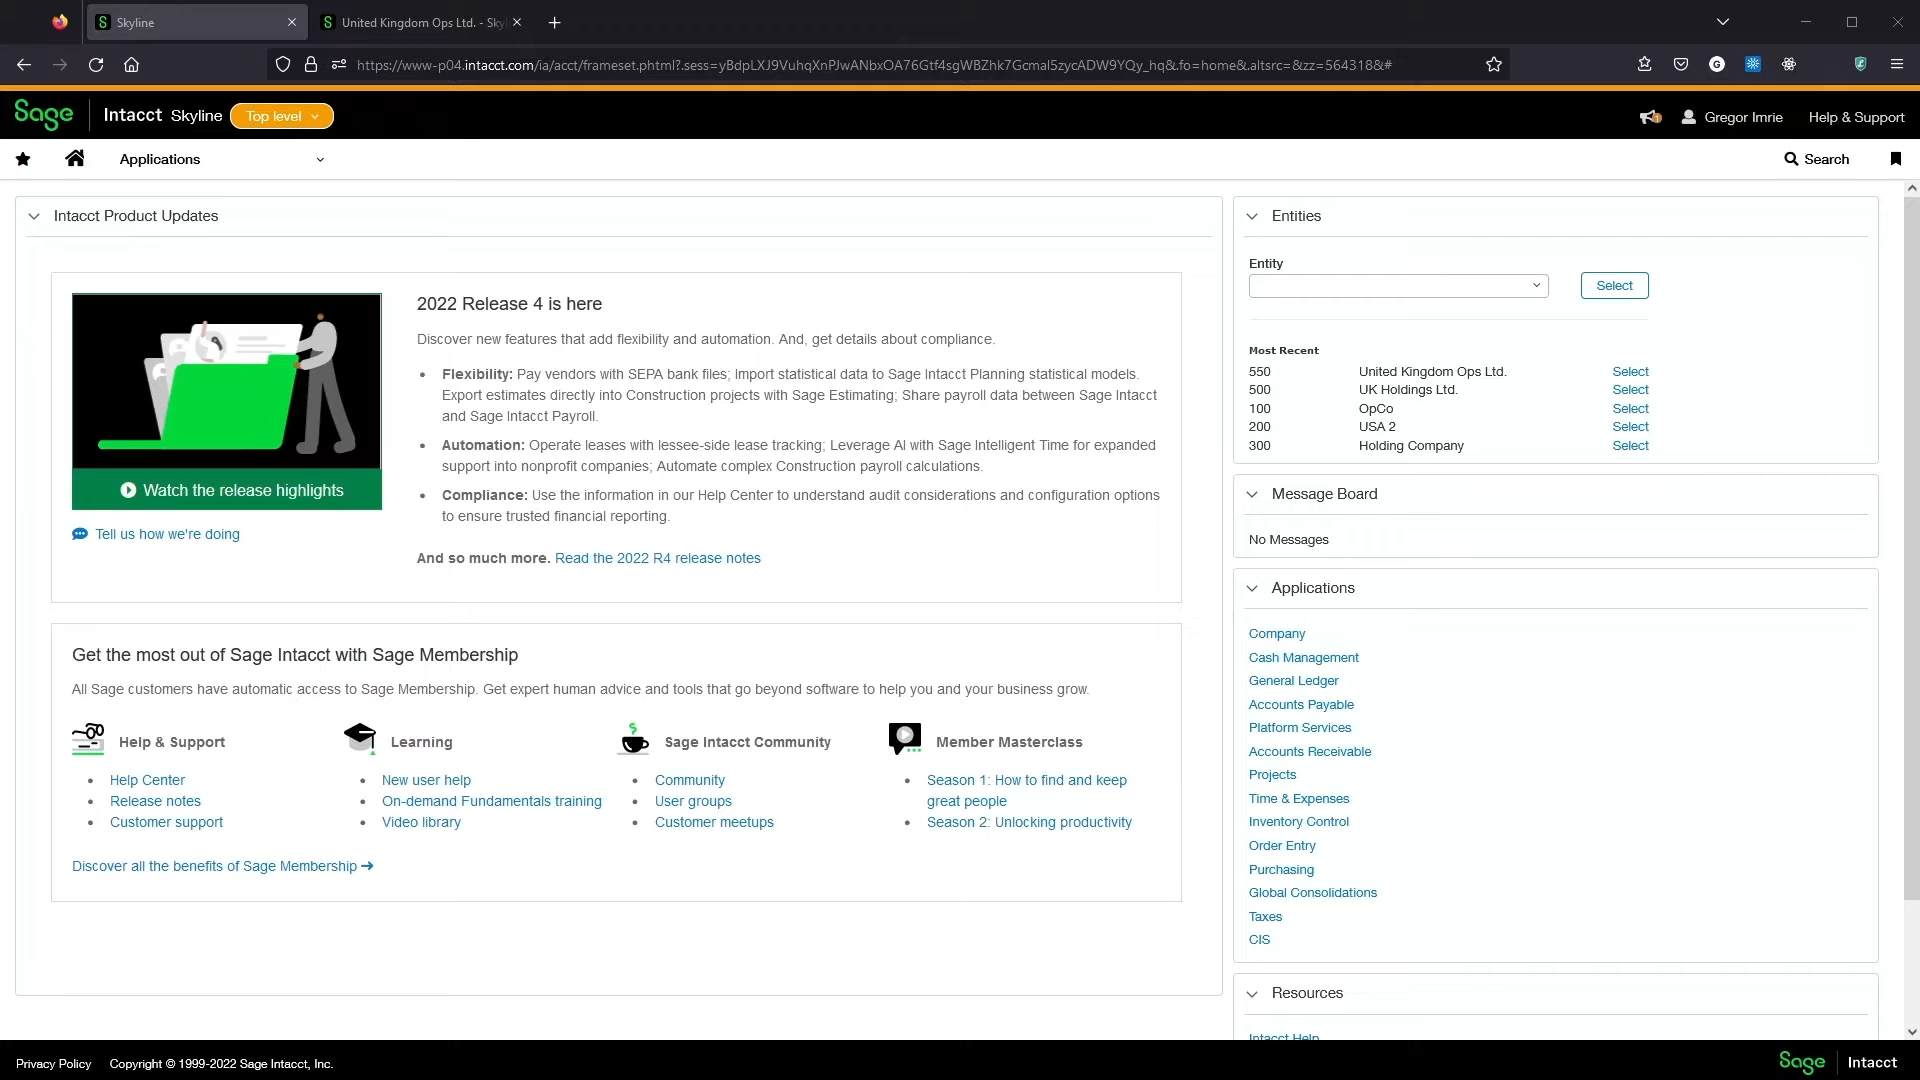 Skyline
United Kingdom Ops Ltd. - Sky
https://www-p04.intacct.com/ia/acct/frameset.phtml?.sess=yBdpLXJ9VuhqXnPJwANbxOA76Gtf4sgWBZhk7Gcmal5zycADW9YQy_hq&.fo=home&.altsrc=&zz=564318&#
Sage Intacct Skyline Top level
1 Gregor Imrie Help & Support
Applications
Search
Intacct Product Updates
2022 Release 4 is here
Discover new features that add flexibility and automation. And, get details about compliance.
Flexibility: Pay vendors with SEPA bank files; Import statistical data to Sage Intacct Planning statistical models.
Export estimates directly into Construction projects with Sage Estimating; Share payroll data between Sage Intacct
and Sage Intacct Payroll.
Automation: Operate leases with lessee-side lease tracking; Leverage AI with Sage Intelligent Time for expanded
support into nonprofit companies; Automate complex Construction payroll calculations.
Compliance: Use the information in our Help Center to understand audit considerations and configuration options
to ensure trusted financial reporting.
And so much more. Read the 2022 R4 release notes
Watch the release highlights
Tell us how we're doing
Get the most out of Sage Intacct with Sage Membership
All Sage customers have automatic access to Sage Membership. Get expert human advice and tools that go beyond software to help you and your business grow.
Help & Support
Help Center
Release notes
Customer support
Learning
New user help
On-demand Fundamentals training
Video library
Sage Intacct Community
Community
User groups
Customer meetups
Member Masterclass
Season 1: How to find and keep
great people
Season 2: Unlocking productivity
Discover all the benefits of Sage Membership
Entities
Entity
Select
Most Recent
550 United Kingdom Ops Ltd. Select
500 UK Holdings Ltd. Select
100 OpCo Select
200 USA 2 Select
300 Holding Company Select
Message Board
No Messages
Applications
Company
Cash Management
General Ledger
Accounts Payable
Platform Services
Accounts Receivable
Projects
Time & Expenses
Inventory Control
Order Entry
Purchasing
Global Consolidations
Taxes
CIS
Resources
Intacct Help
Privacy Policy Copyright © 1999-2022 Sage Intacct, Inc.
Sage Intacct